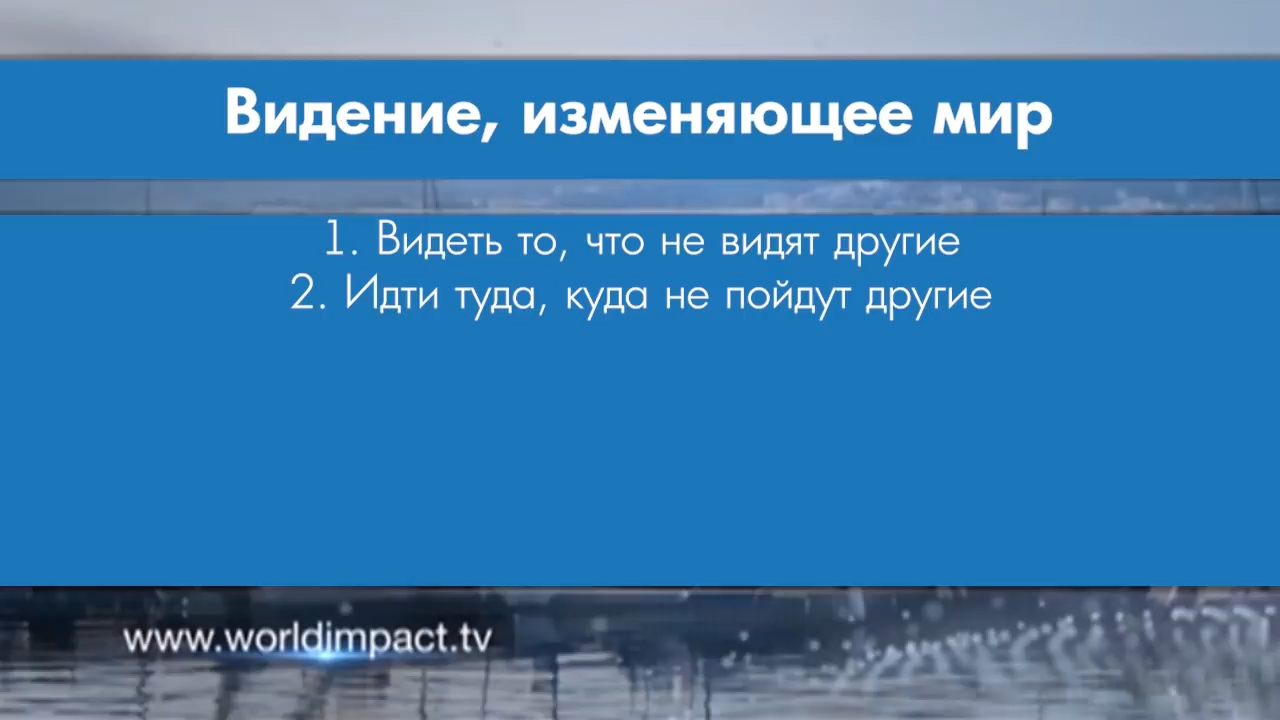 Видение, изменяющее мир
1. Видеть то, что не видят другие
2. Идти туда, куда не пойдут другие
www.worldimpact.tv